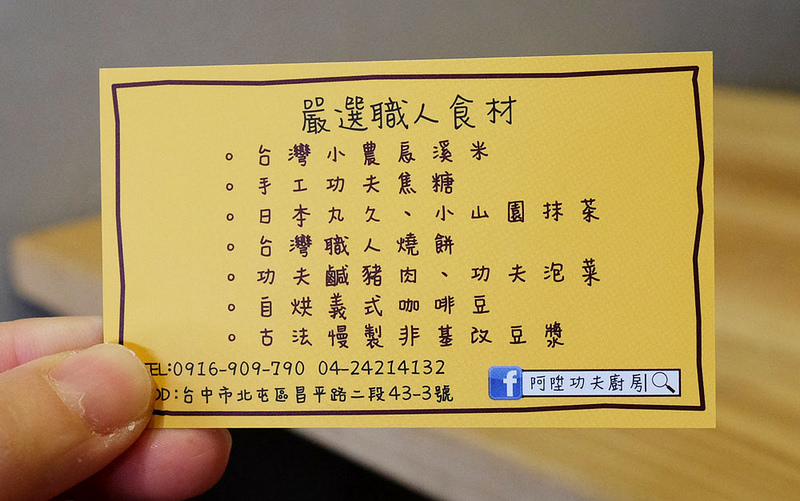 嚴選職人食材
。台灣小農辰溪米
。手工功夫焦糖
。日李丸久、小山園抹茶
。台灣職人燒餅
。功夫鹹豬肉、功夫泡菜
。自烘義式咖啡豆
。古法慢製非基改豆漿
TEL:0916-909-790 04-24214132
DD:台中市北屯區昌平路二段43-3號
f 阿陞功夫廚房